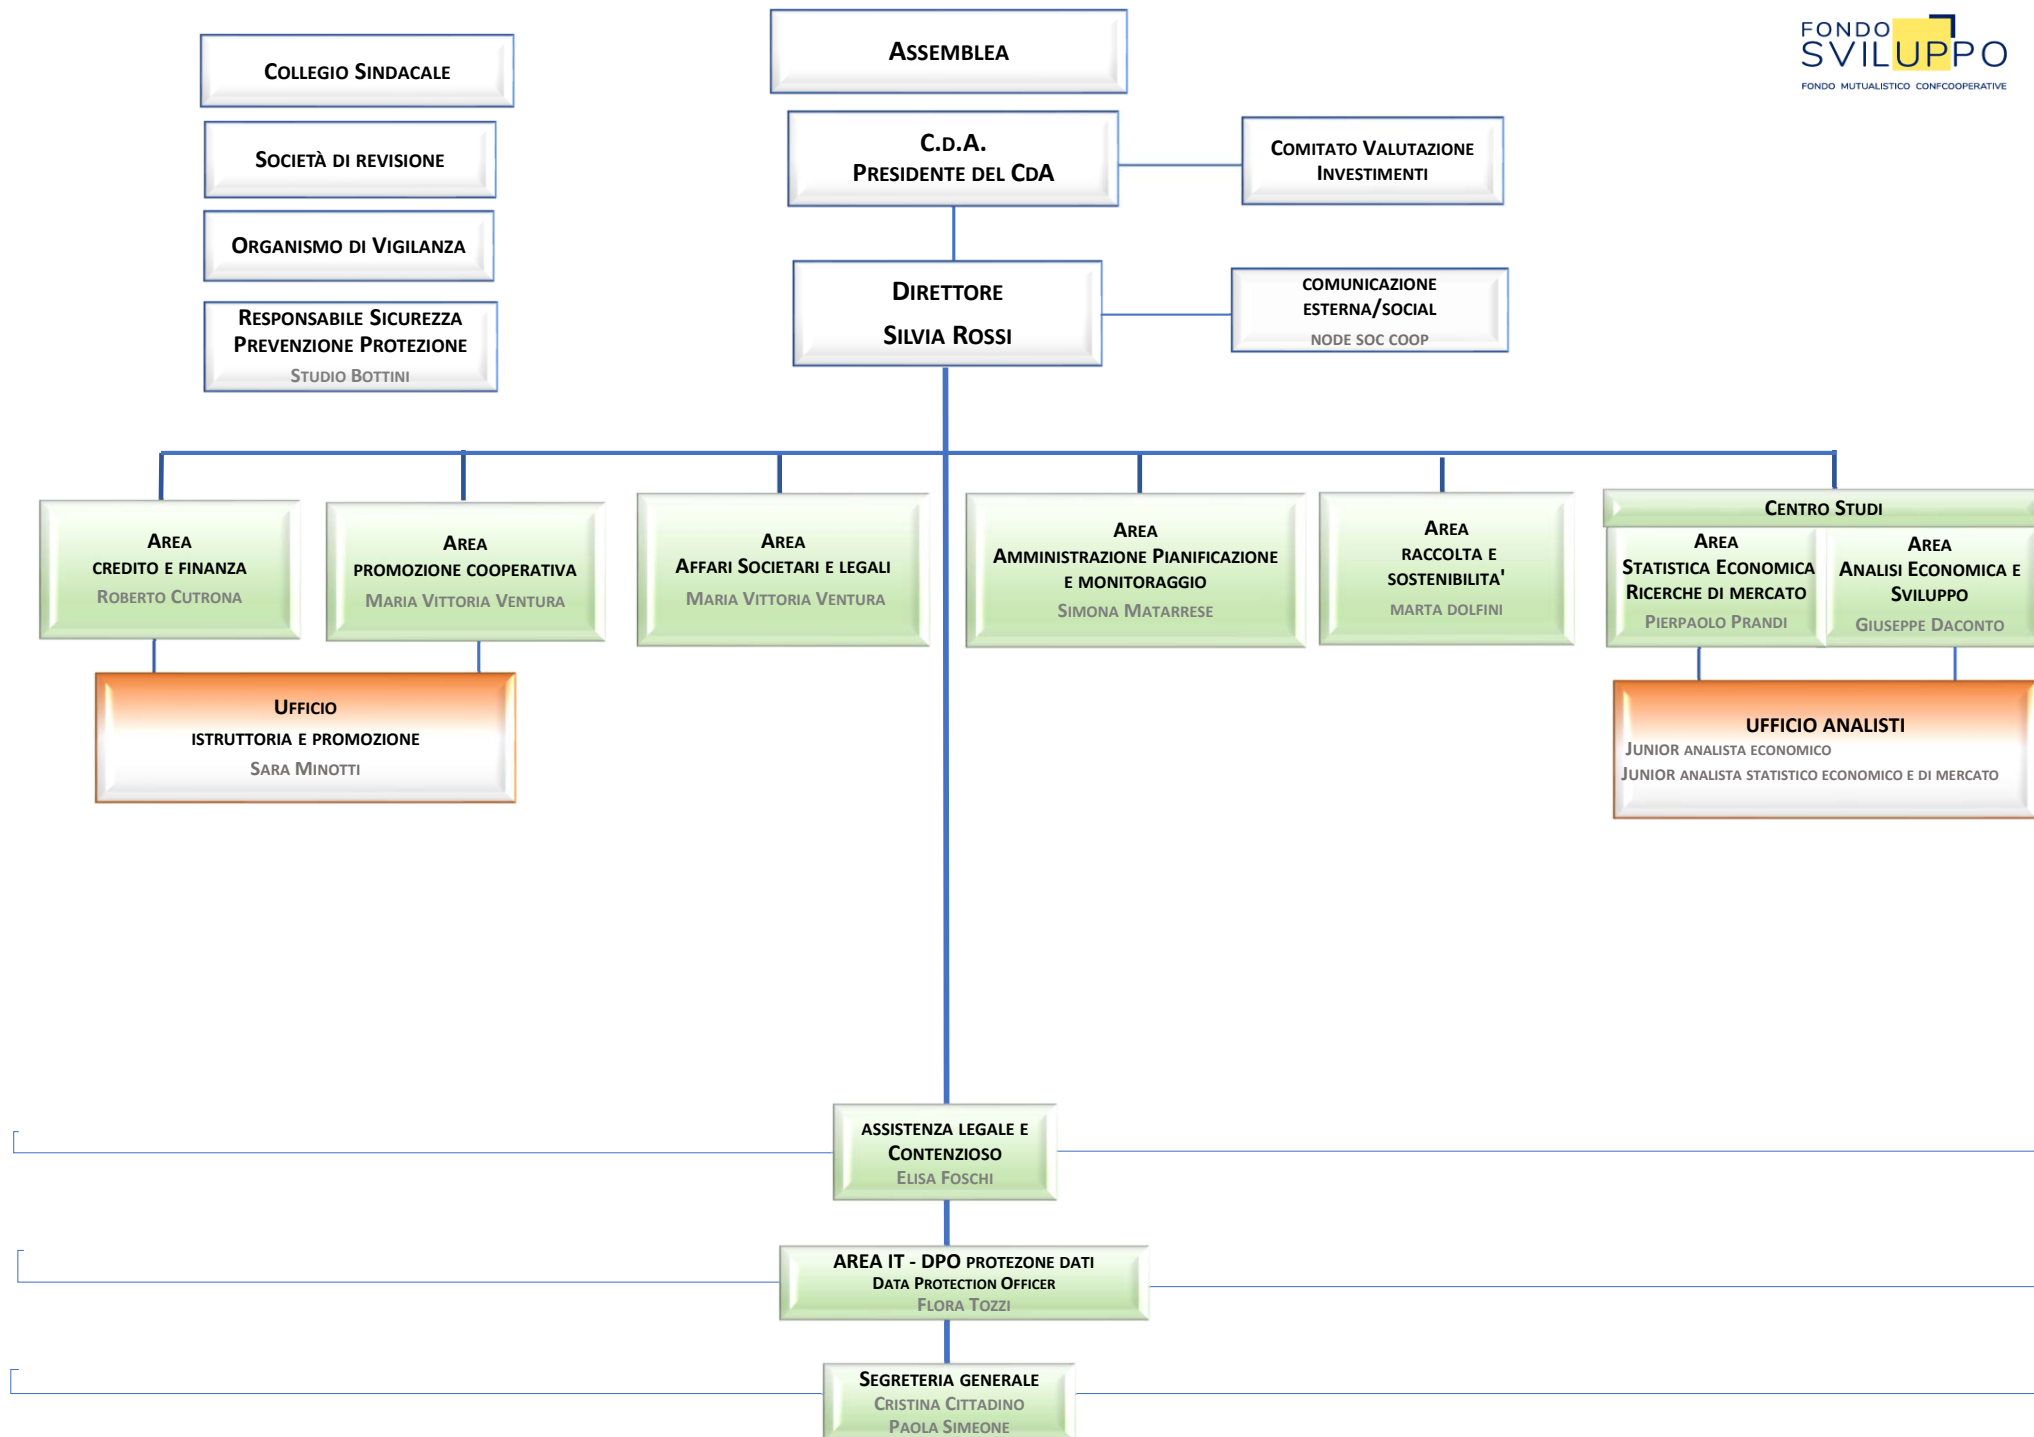 FONDO
SVILUPPO
FONDO MUTUALISTICO CONFCOOPERATIVE
ASSEMBLEA
COLLEGIO SINDACALE
SOCIETÀ DI REVISIONE
ORGANISMO DI VIGILANZA
RESPONSABILE SICUREZZA
PREVENZIONE PROTEZIONE
STUDIO BOTTINI
C.D.A.
PRESIDENTE DEL CDA
COMITATO VALUTAZIONE
INVESTIMENTI
DIRETTORE
SILVIA ROSSI
COMUNICAZIONE
ESTERNA/SOCIAL
NODE SOC COOP
AREA
CREDITO E FINANZA
ROBERTO CUTRONA
AREA
PROMOZIONE COOPERATIVA
MARIA VITTORIA VENTURA
AREA
AFFARI SOCIETARI E LEGALI
MARIA VITTORIA VENTURA
AREA
AMMINISTRAZIONE PIANIFICAZIONE
E MONITORAGGIO
SIMONA MATARRESE
AREA
RACCOLTA E
SOSTENIBILITA'
MARTA DOLFINI
CENTRO STUDI
AREA
STATISTICA ECONOMICA
RICERCHE DI MERCATO
PIERPAOLO PRANDI
AREA
ANALISI ECONOMICA E
SVILUPPO
GIUSEPPE DACONTO
UFFICIO
ISTRUTTORIA E PROMOZIONE
SARA MINOTTI
UFFICIO ANALISTI
JUNIOR ANALISTA ECONOMICO
JUNIOR ANALISTA STATISTICO ECONOMICO E DI MERCATO
ASSISTENZA LEGALE E
CONTENZIOSO
ELISA FOSCHI
AREA IT - DPO PROTEZONE DATI
DATA PROTECTION OFFICER
FLORA TOZZI
SEGRETERIA GENERALE
CRISTINA CITTADINO
PAOLA SIMEONE